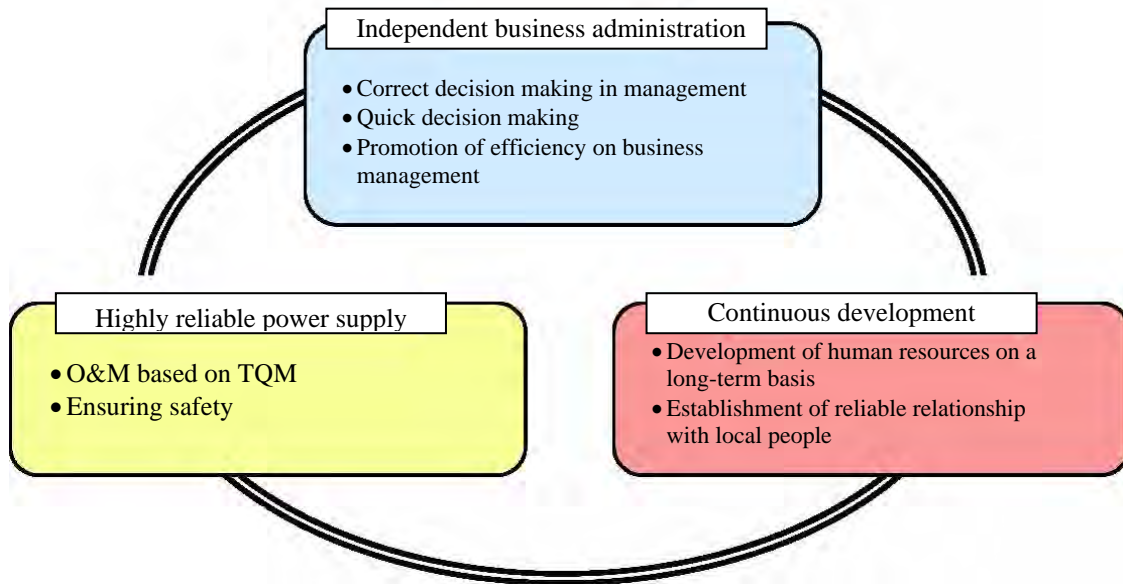 Independent business administration
• Correct decision making in management
• Quick decision making
• Promotion of efficiency on business
management
Highly reliable power supply
• O&M based on TQM
• Ensuring safety
Continuous development
• Development of human resources on a
long-term basis
• Establishment of reliable relationship
with local people